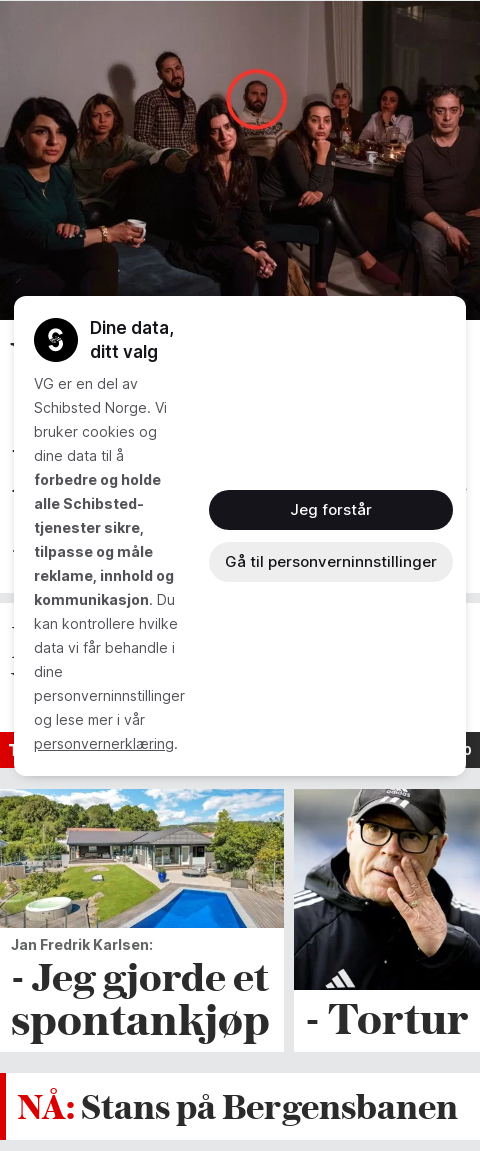 Dine data,
ditt valg
VG er en del av
Schibsted Norge. Vi
bruker cookies og
dine data til å
forbedre og holde
alle Schibsted-
tjenester sikre,
tilpasse og måle
reklame, innhold og
kommunikasjon. Du
kan kontrollere hvilke
data vi får behandle i
dine
personverninnstillinger
og lese mer i vår
personvernerklæring.
Jeg forstår
Gå til personverninnstillinger
adidas
Jan Fredrik Karlsen:
- Jeg gjorde et
spontankjøp
- Tortur
NÅ: Stans på Bergensbanen